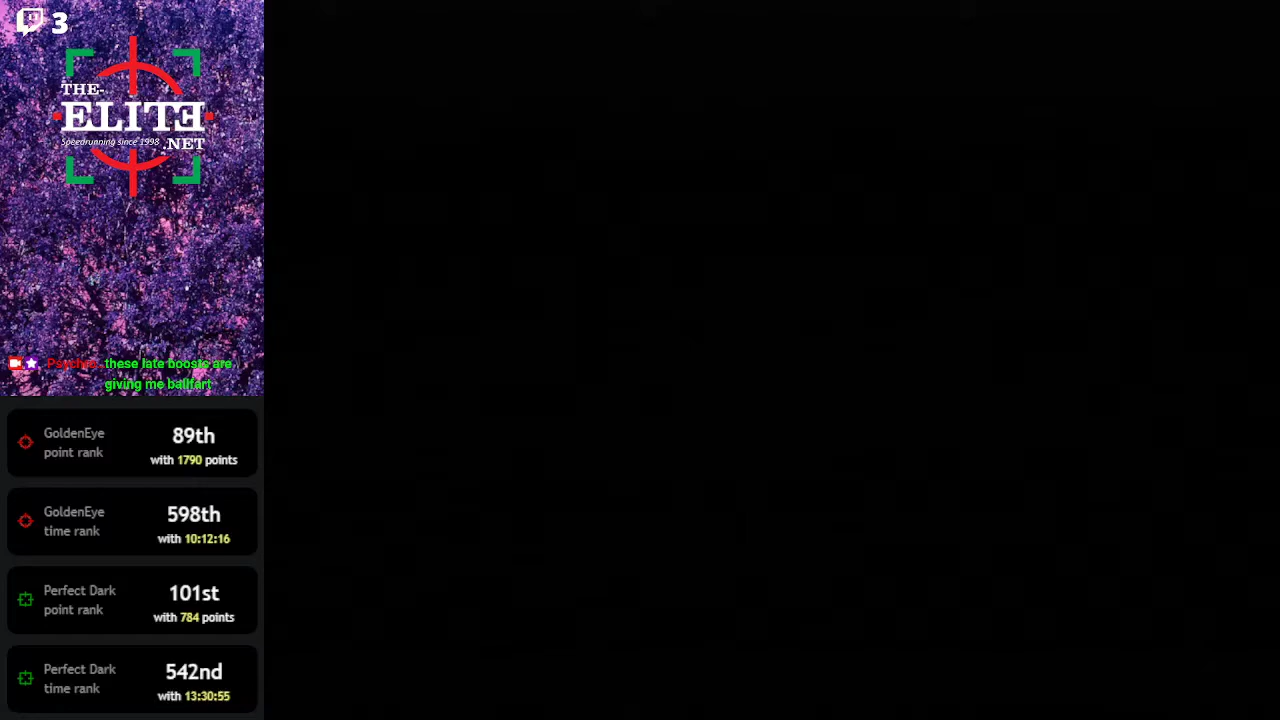 3
THE-
ELITE
Speedrunning since 1998 .NET
these late boosts are
giving me ballfart
GoldenEye
point rank
89th
with 1790 points
GoldenEye
time rank
598th
with 10:12:16
Perfect Dark
point rank
101st
with 784 points
Perfect Dark
time rank
542nd
with 13:30:55